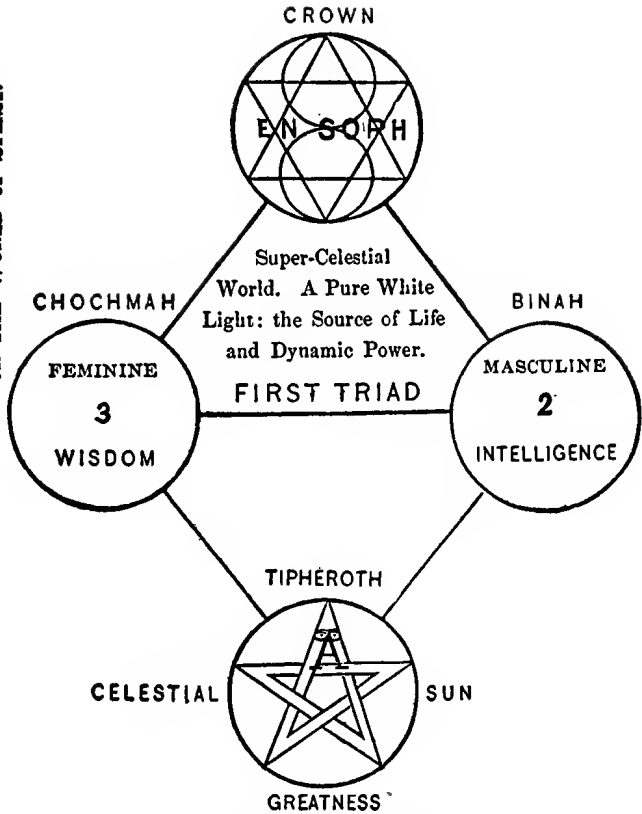 CROWN
EN SOPH
Super-Celestial
World. A Pure White
Light: the Source of Life
and Dynamic Power.
CHOCHMAH
BINAH
FIRST TRIAD
FEMININE
3
WISDOM
MASCULINE
2
INTELLIGENCE
TIPHEROTH
A
CELESTIAL SUN
GREATNESS